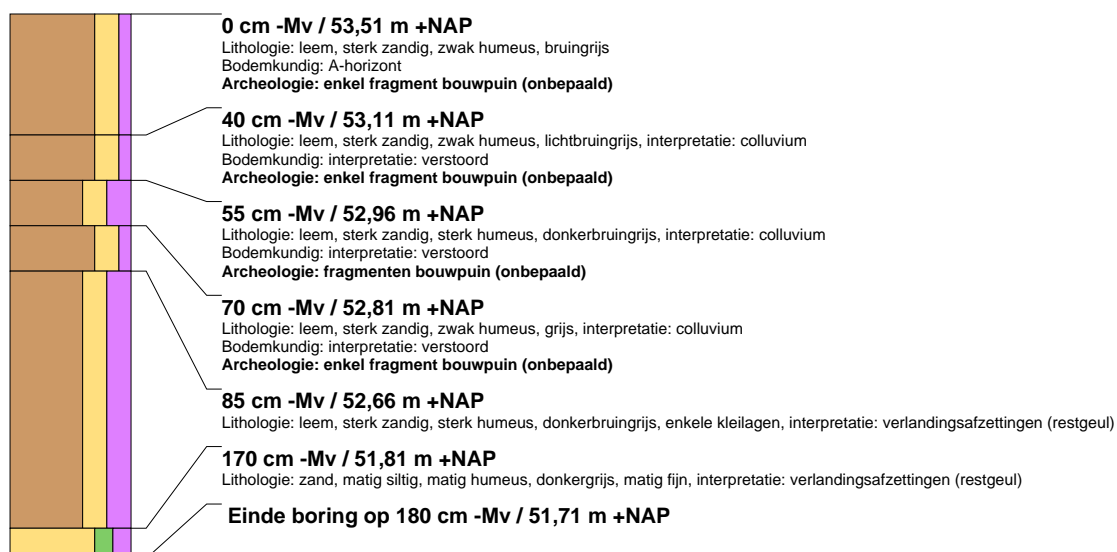 0 cm -Mv / 53,51 m +NAP
Lithologie: leem, sterk zandig, zwak humeus, bruingrijs
Bodemkundig: A-horizont
Archeologie: enkel fragment bouwpuin (onbepaald)
40 cm -Mv / 53,11 m +NAP
Lithologie: leem, sterk zandig, zwak humeus, lichtbruingrijs, interpretatie: colluvium
Bodemkundig: interpretatie: verstoord
Archeologie: enkel fragment bouwpuin (onbepaald)
55 cm -Mv / 52,96 m +NAP
Lithologie: leem, sterk zandig, sterk humeus, donkerbruingrijs, interpretatie: colluvium
Bodemkundig: interpretatie: verstoord
Archeologie: fragmenten bouwpuin (onbepaald)
70 cm -Mv / 52,81 m +NAP
Lithologie: leem, sterk zandig, zwak humeus, grijs, interpretatie: colluvium
Bodemkundig: interpretatie: verstoord
Archeologie: enkel fragment bouwpuin (onbepaald)
85 cm -Mv / 52,66 m +NAP
Lithologie: leem, sterk zandig, sterk humeus, donkerbruingrijs, enkele kleilagen, interpretatie: verlandingsafzettingen (restgeul)
170 cm -Mv / 51,81 m +NAP
Lithologie: zand, matig siltig, matig humeus, donkergrijs, matig fijn, interpretatie: verlandingsafzettingen (restgeul)
Einde boring op 180 cm -Mv / 51,71 m +NAP